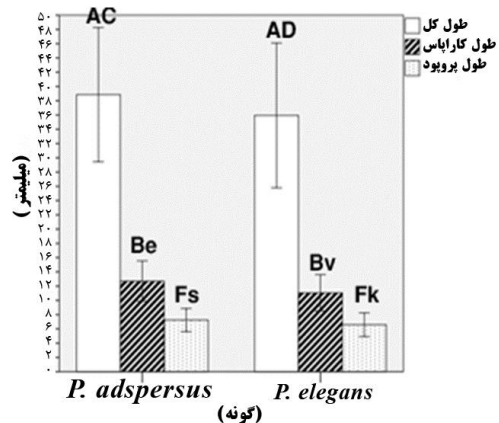 ۵۰
۴۸
۴۶
۴۴
۴۲
۴۰
۳۸
۳۶
۳۴
۳۲
۳۰
۲۸
۲۶
۲۴
۲۲
۲۰
۱۸
۱۶
۱۴
۱۲
۱۰
۸
۶
۴
۲
۰
(میلیمتر)
AC
AD
Be
Bv
Fs
Fk
طول کل
طول کاراپاس
طول پروپود
P. adspersus
P. elegans
(گونه)